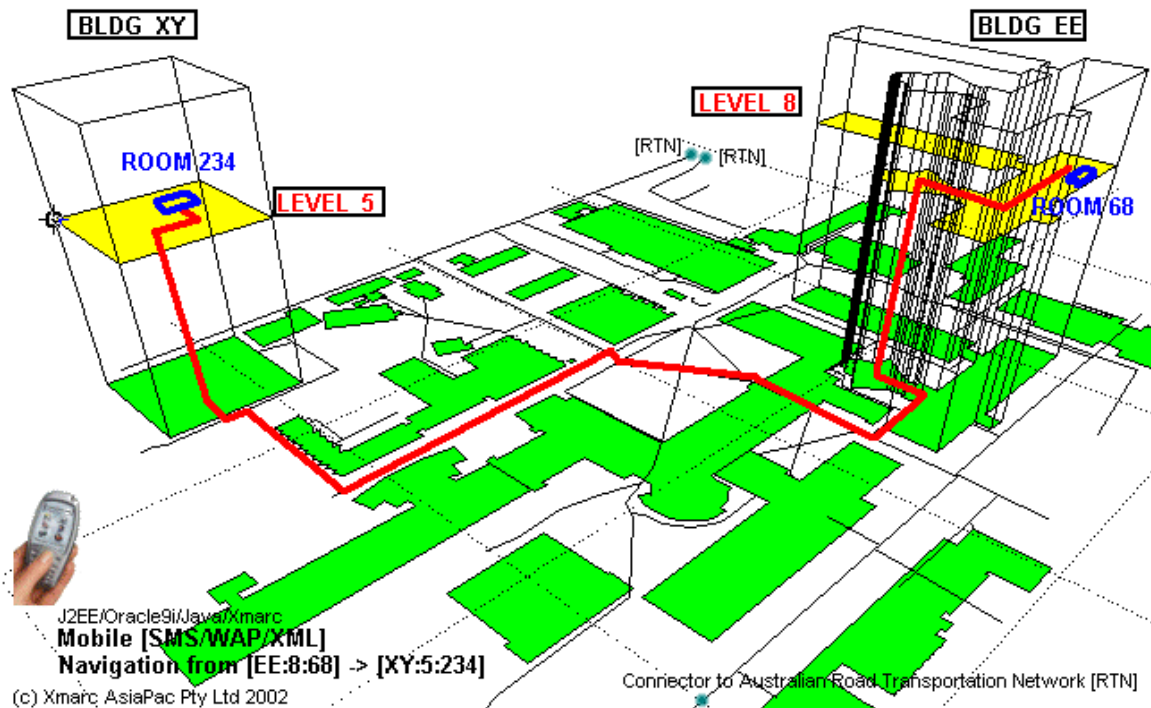 BLDG XY
BLDG EE
LEVEL 8
[RTN]
[RTN]
ROOM 234
LEVEL 5
ROOM 68
J2EE/Oracle9i/Java/Xmarc
Mobile [SMS/WAP/XML]
Navigation from [EE:8:68] -> [XY:5:234]
(c) Xmarc AsiaPac Pty Ltd 2002
Connector to Australian Road Transportation Network [RTN]